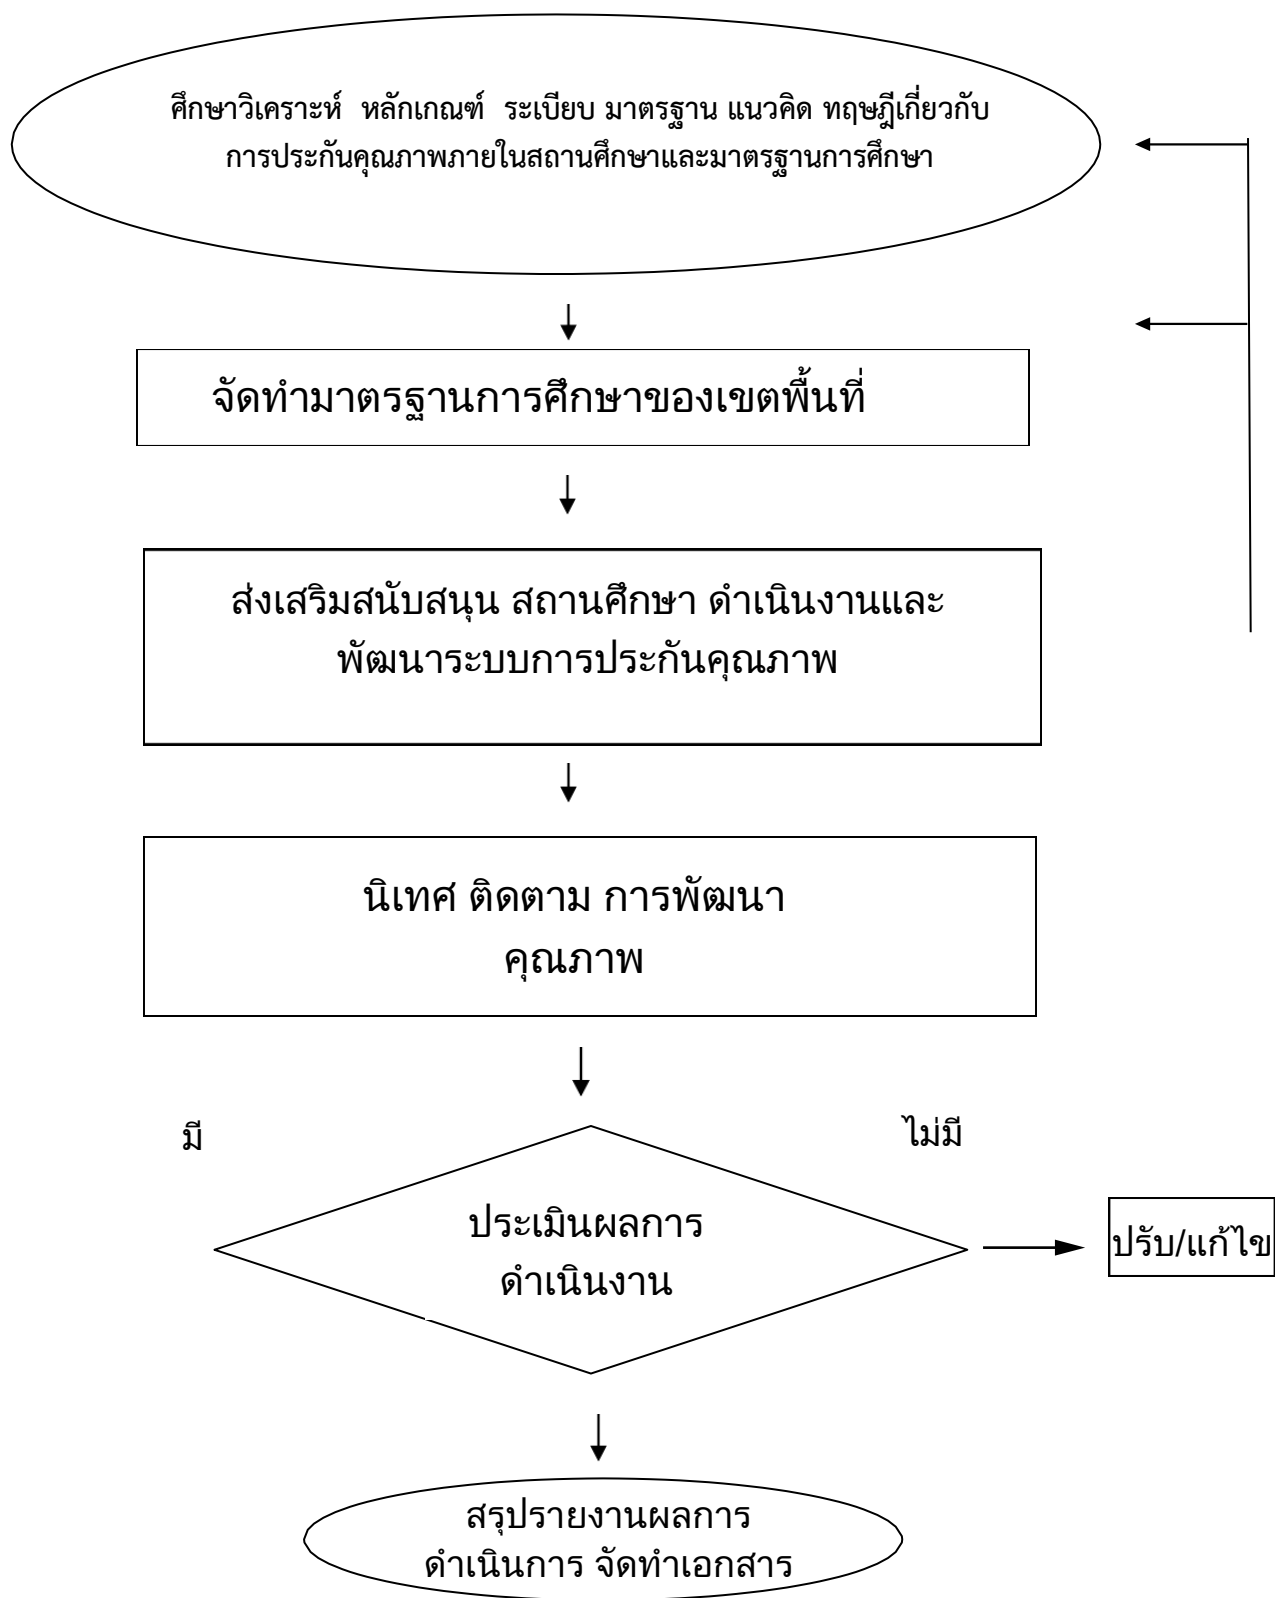 ศึกษาวิเคราะห์ หลักเกณฑ์ ระเบียบ มาตรฐาน แนวคิด ทฤษฎีเกี่ยวกับ
การประกันคุณภาพภายในสถานศึกษาและมาตรฐานการศึกษา
จัดทำมาตรฐานการศึกษาของเขตพื้นที่
ส่งเสริมสนับสนุน สถานศึกษา ดำเนินงานและ
พัฒนาระบบการประกันคุณภาพ
นิเทศ ติดตาม การพัฒนา
คุณภาพ
มี
ไม่มี
ประเมินผลการ
ดำเนินงาน
ปรับ/แก้ไข
สรุปรายงานผลการ
ดำเนินการ จัดทำเอกสาร